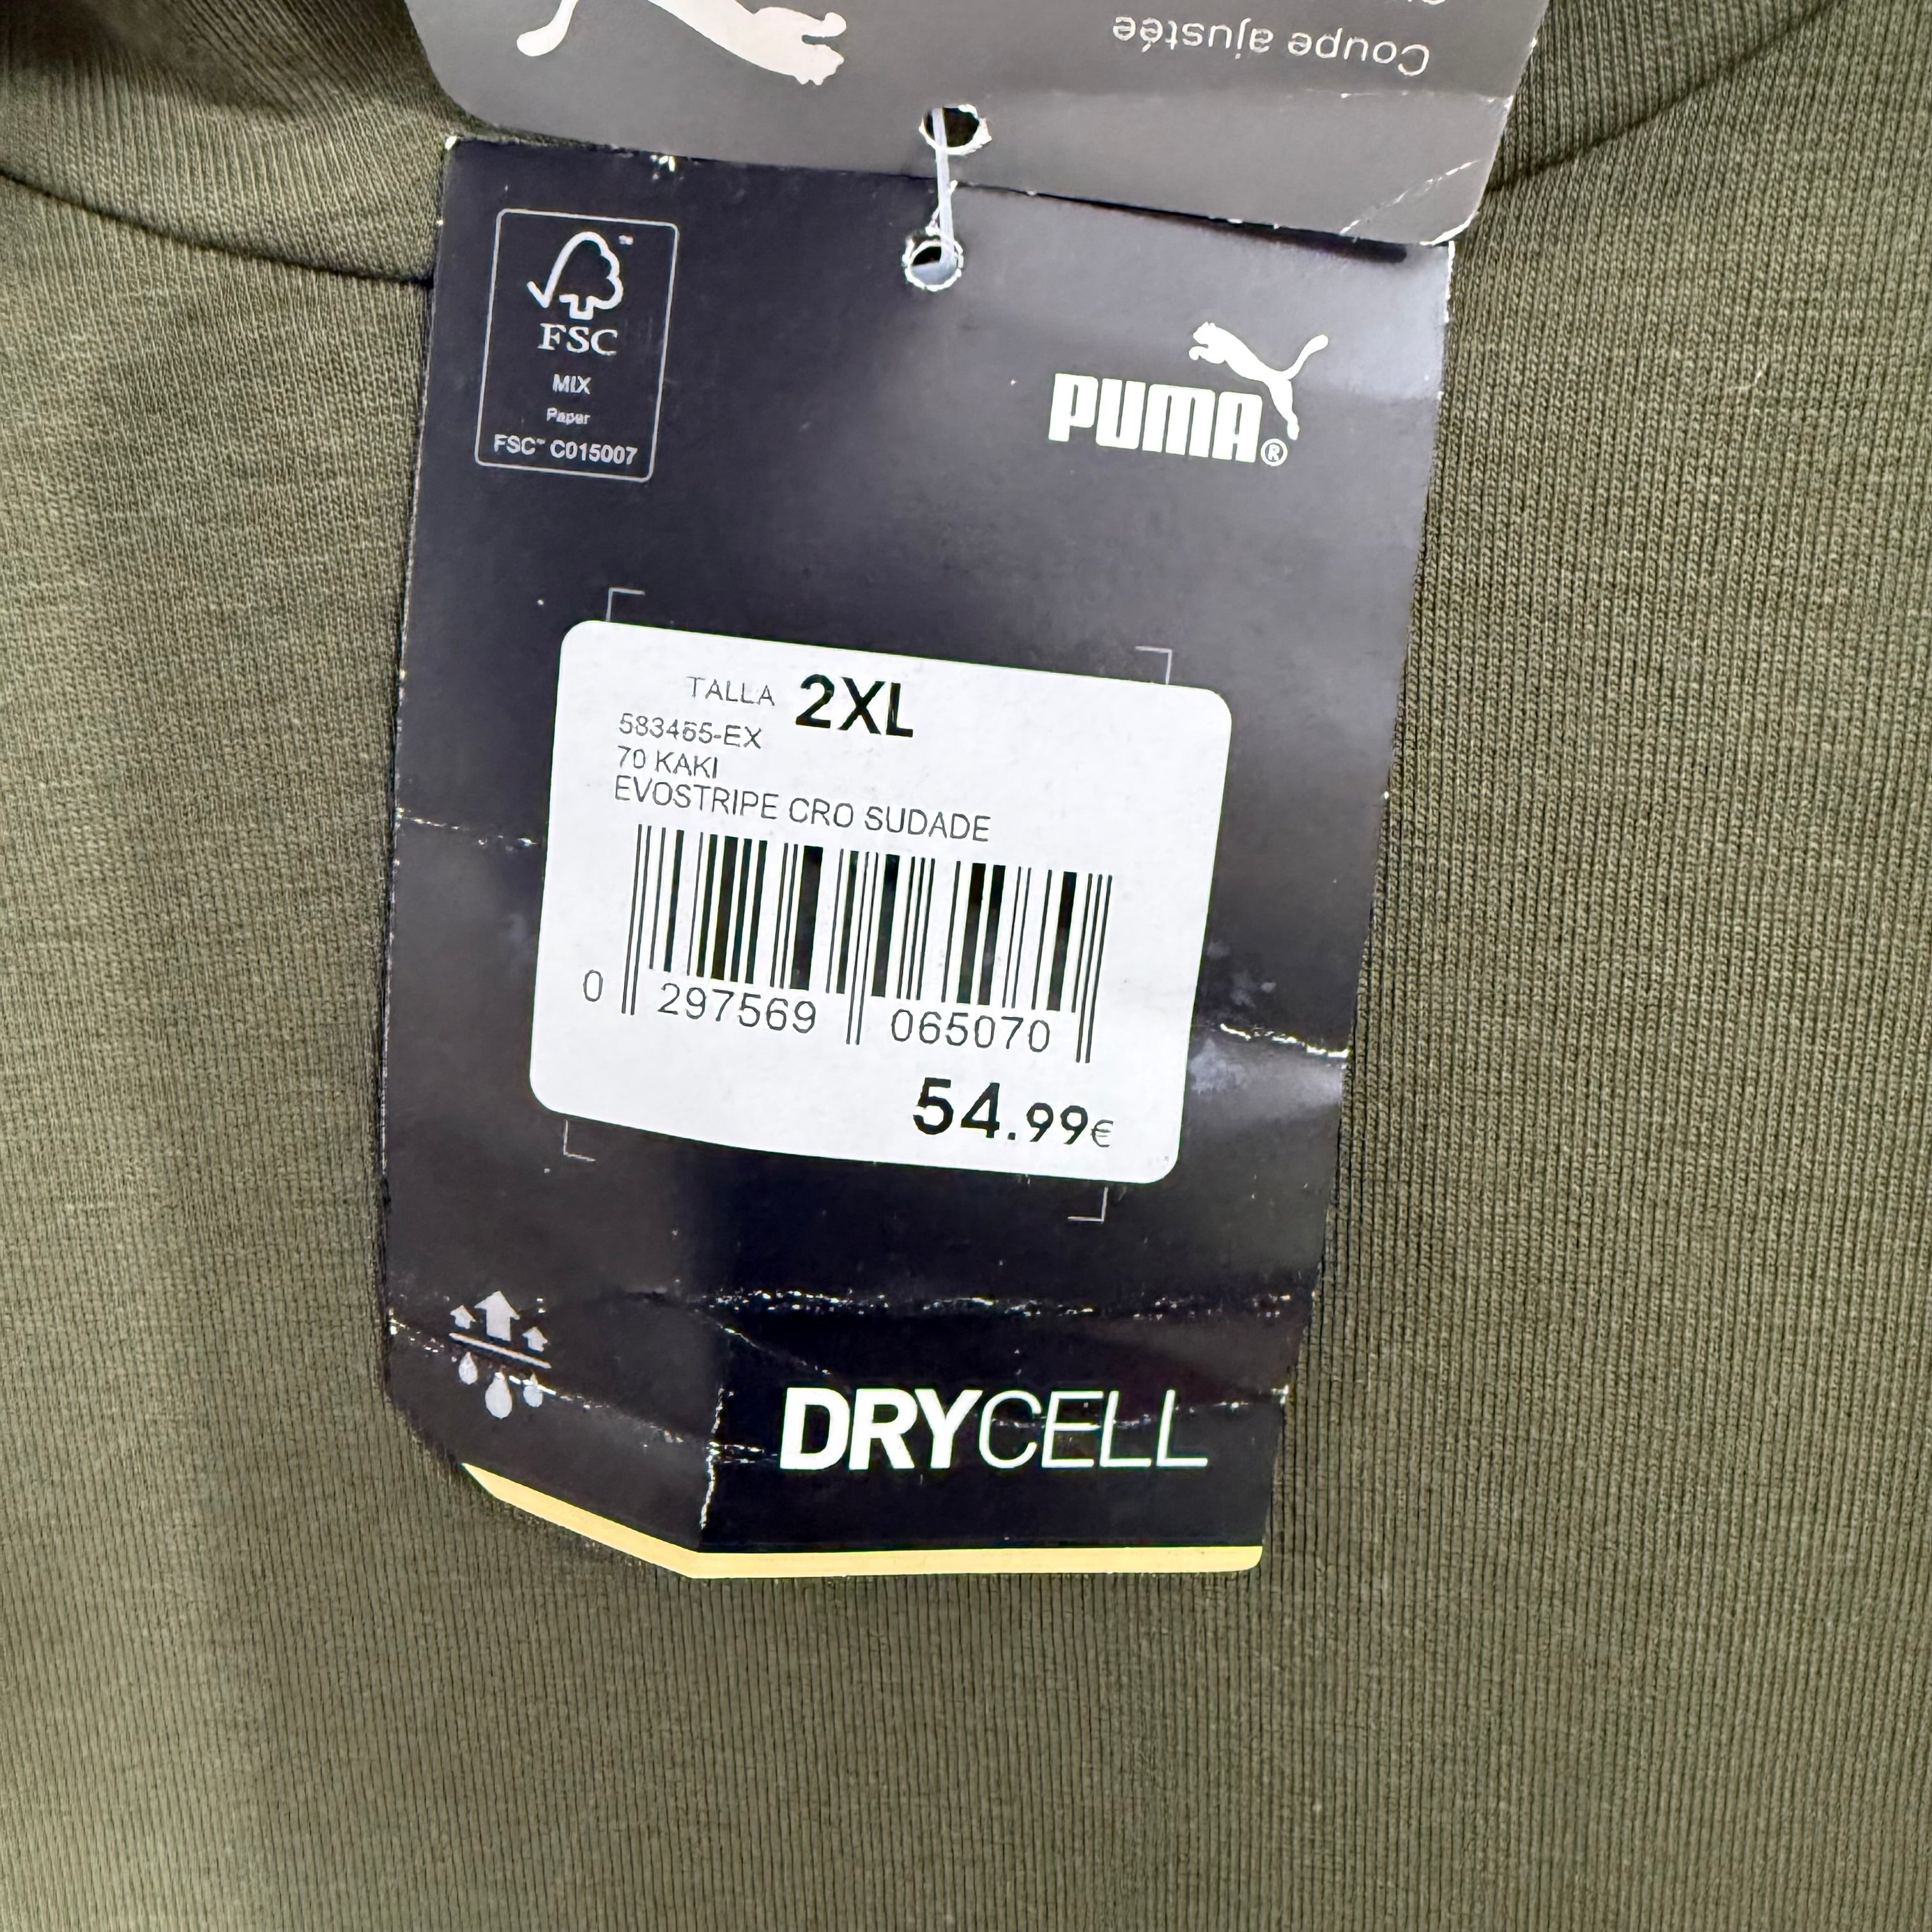 Coupe ajustée
FSC
MIX
Paper
FSC™ C015007
PUMA®
TALLA 2XL
583465-EX
70 KAKI
EVOSTRIPE CRO SUDADE
0 297569 065070
54.99€
DRYCELL